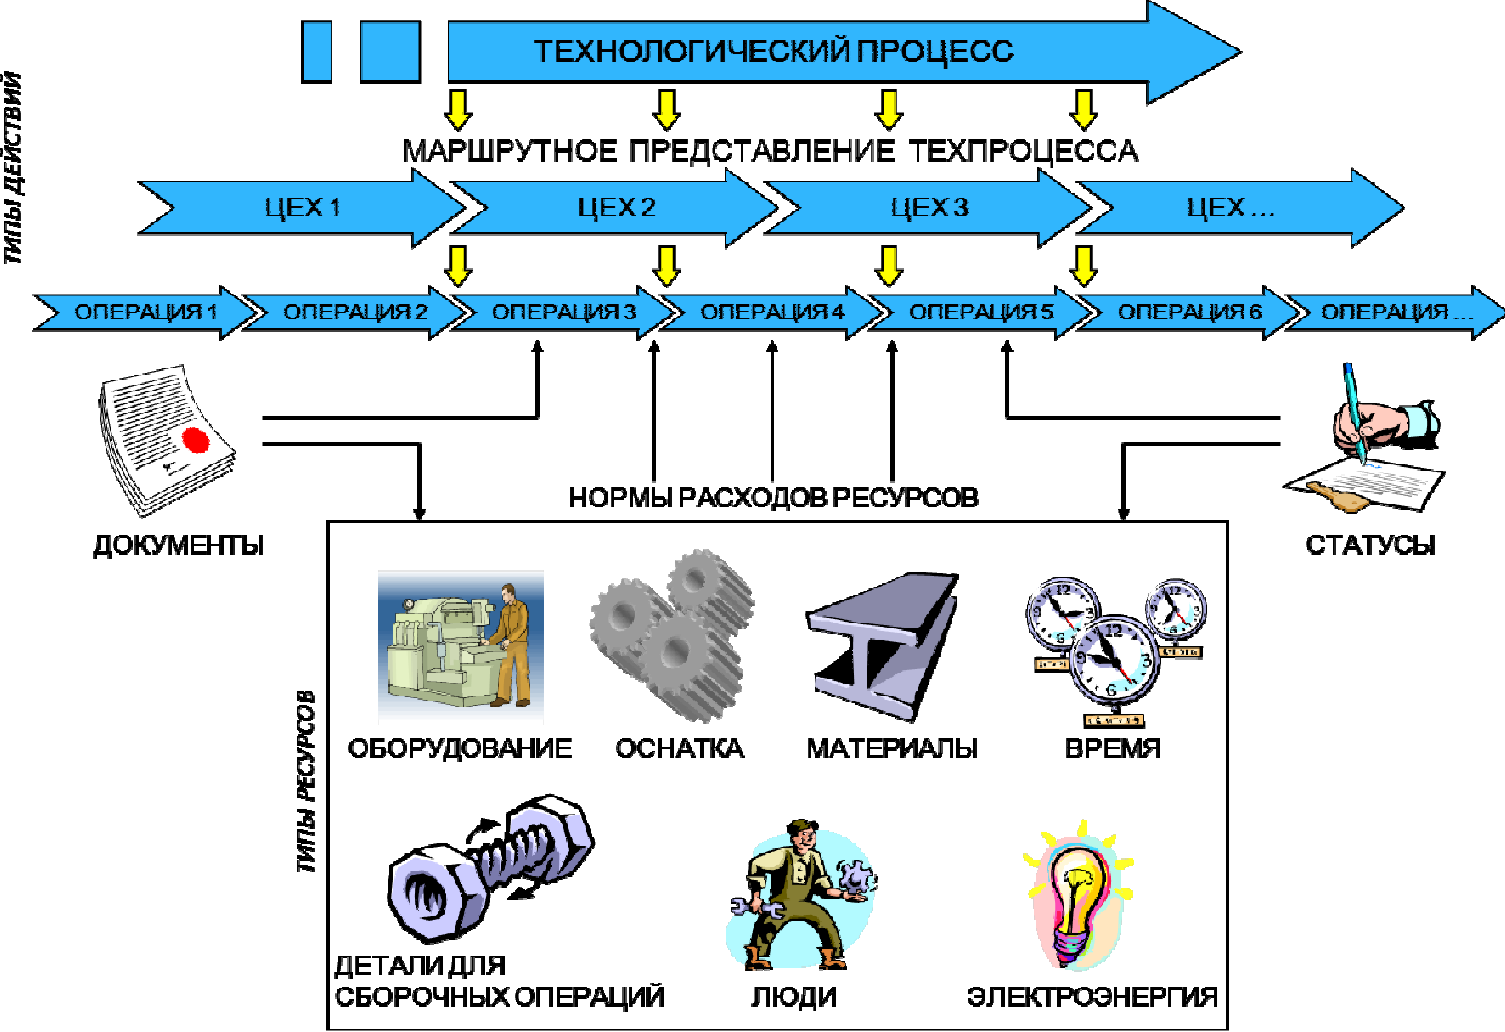 ТЕХНОЛОГИЧЕСКИЙ ПРОЦЕСС
ТИПЫ ДЕЙСТВИЙ
МАРШРУТНОЕ ПРЕДСТАВЛЕНИЕ ТЕХПРОЦЕССА
ЦЕХ 1
ЦЕХ 2
ЦЕХ 3
ЦЕХ ...
ОПЕРАЦИЯ 1
ОПЕРАЦИЯ 2
ОПЕРАЦИЯ 3
ОПЕРАЦИЯ 4
ОПЕРАЦИЯ 5
ОПЕРАЦИЯ 6
ОПЕРАЦИЯ ...
НОРМЫ РАСХОДОВ РЕСУРСОВ
ДОКУМЕНТЫ
СТАТУСЫ
ТИПЫ РЕСУРСОВ
ОБОРУДОВАНИЕ
ОСНАТКА
МАТЕРИАЛЫ
ВРЕМЯ
ДЕТАЛИ ДЛЯ
СБОРОЧНЫХ ОПЕРАЦИЙ
ЛЮДИ
ЭЛЕКТРОЭНЕРГИЯ